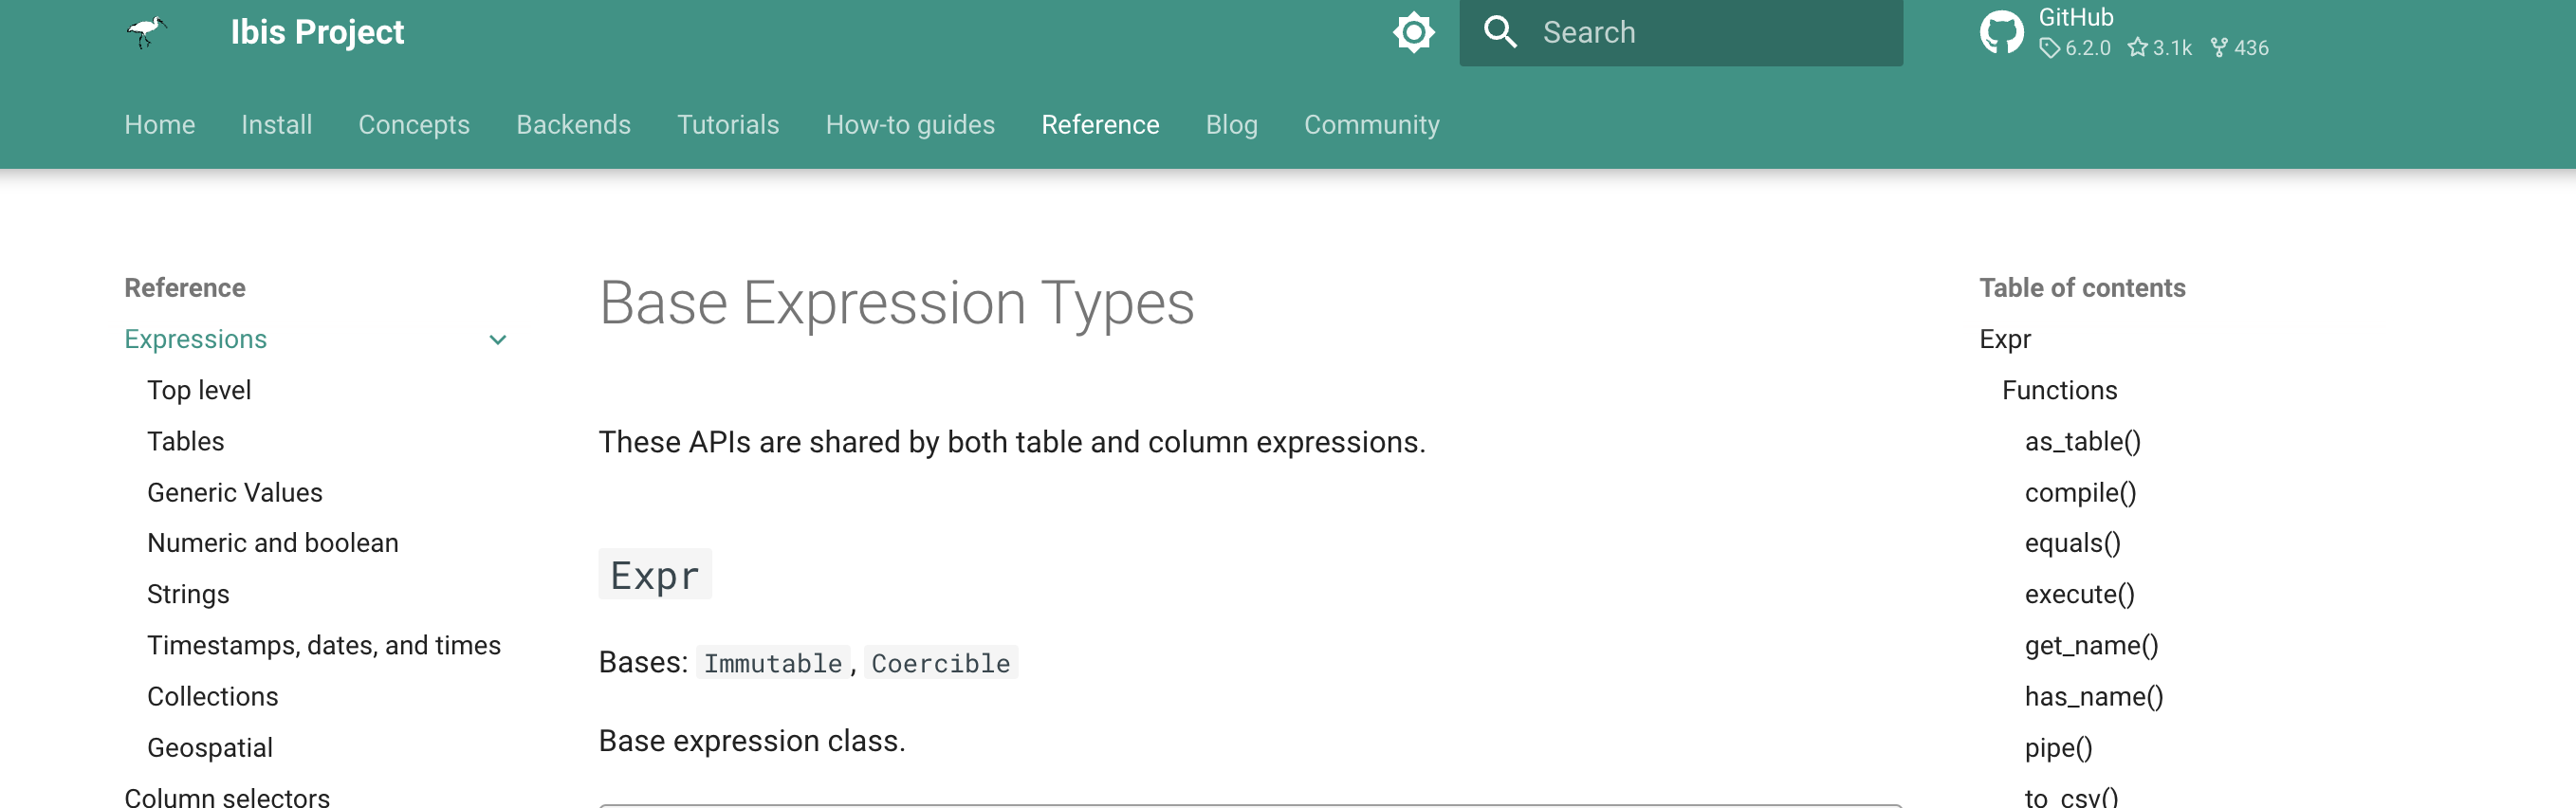 Ibis Project
Search
GitHub
6.2.0 3.1k 436
Home Install Concepts Backends Tutorials How-to guides Reference Blog Community
Reference
Expressions
Top level
Tables
Generic Values
Numeric and boolean
Strings
Timestamps, dates, and times
Collections
Geospatial
Column selectors
Base Expression Types
These APIs are shared by both table and column expressions.
Expr
Bases: Immutable, Coercible
Base expression class.
Table of contents
Expr
Functions
as_table()
compile()
equals()
execute()
get_name()
has_name()
pipe()
to_csv()